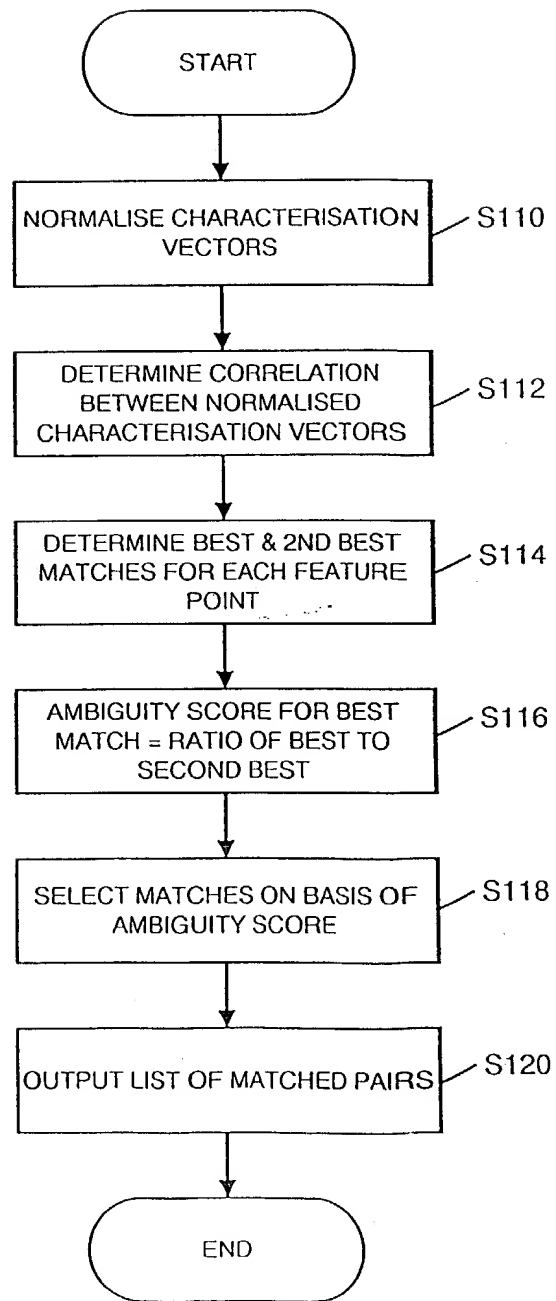 START
NORMALISE CHARACTERISATION
VECTORS
S110
DETERMINE CORRELATION
BETWEEN NORMALISED
CHARACTERISATION VECTORS
S112
DETERMINE BEST & 2ND BEST
MATCHES FOR EACH FEATURE
POINT
S114
AMBIGUITY SCORE FOR BEST
MATCH = RATIO OF BEST TO
SECOND BEST
S116
SELECT MATCHES ON BASIS OF
AMBIGUITY SCORE
S118
OUTPUT LIST OF MATCHED PAIRS
S120
END